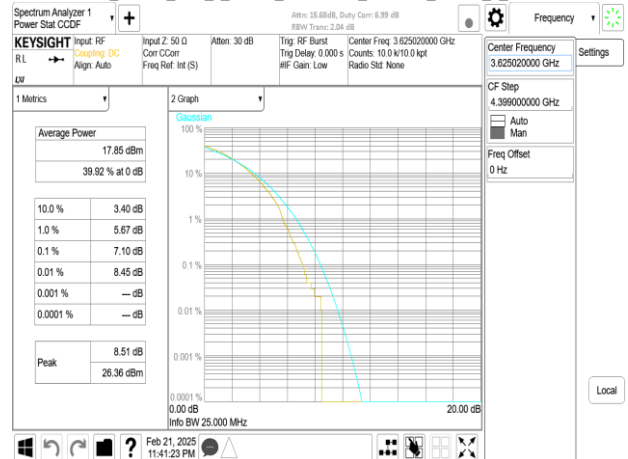 Spectrum Analyzer 1
Power Stat CCDF
Attn: 15.88dB, Duty Corr: 6.99 dB
RBW Trans: 2.04 dB
Frequency
KEYSIGHT
Input: RF
Input Z: 50 Ω
Atten: 30 dB
Trig: RF Burst
Center Freq: 3.625020000 GHz
RL
Coupling: DC
Corr CCorr
Trig Delay: 0.000 s
Counts: 10.0 k/10.0 kpt
Align: Auto
Freq Ref: Int (S)
#IF Gain: Low
Radio Std: None
Center Frequency
3.625020000 GHz
Settings
CF Step
4.399000000 GHz
Auto
Man
Freq Offset
0 Hz
1 Metrics
Average Power
17.85 dBm
39.92 % at 0 dB
10.0 % 3.40 dB
1.0 % 5.67 dB
0.1 % 7.10 dB
0.01 % 8.45 dB
0.001 % --- dB
0.0001 % --- dB
Peak
8.51 dB
26.36 dBm
2 Graph
Gaussian
100 %
10 %
1 %
0.1 %
0.01 %
0.001 %
0.0001 %
0.00 dB
20.00 dB
Info BW 25.000 MHz
Local
?
Feb 21, 2025
11:41:23 PM